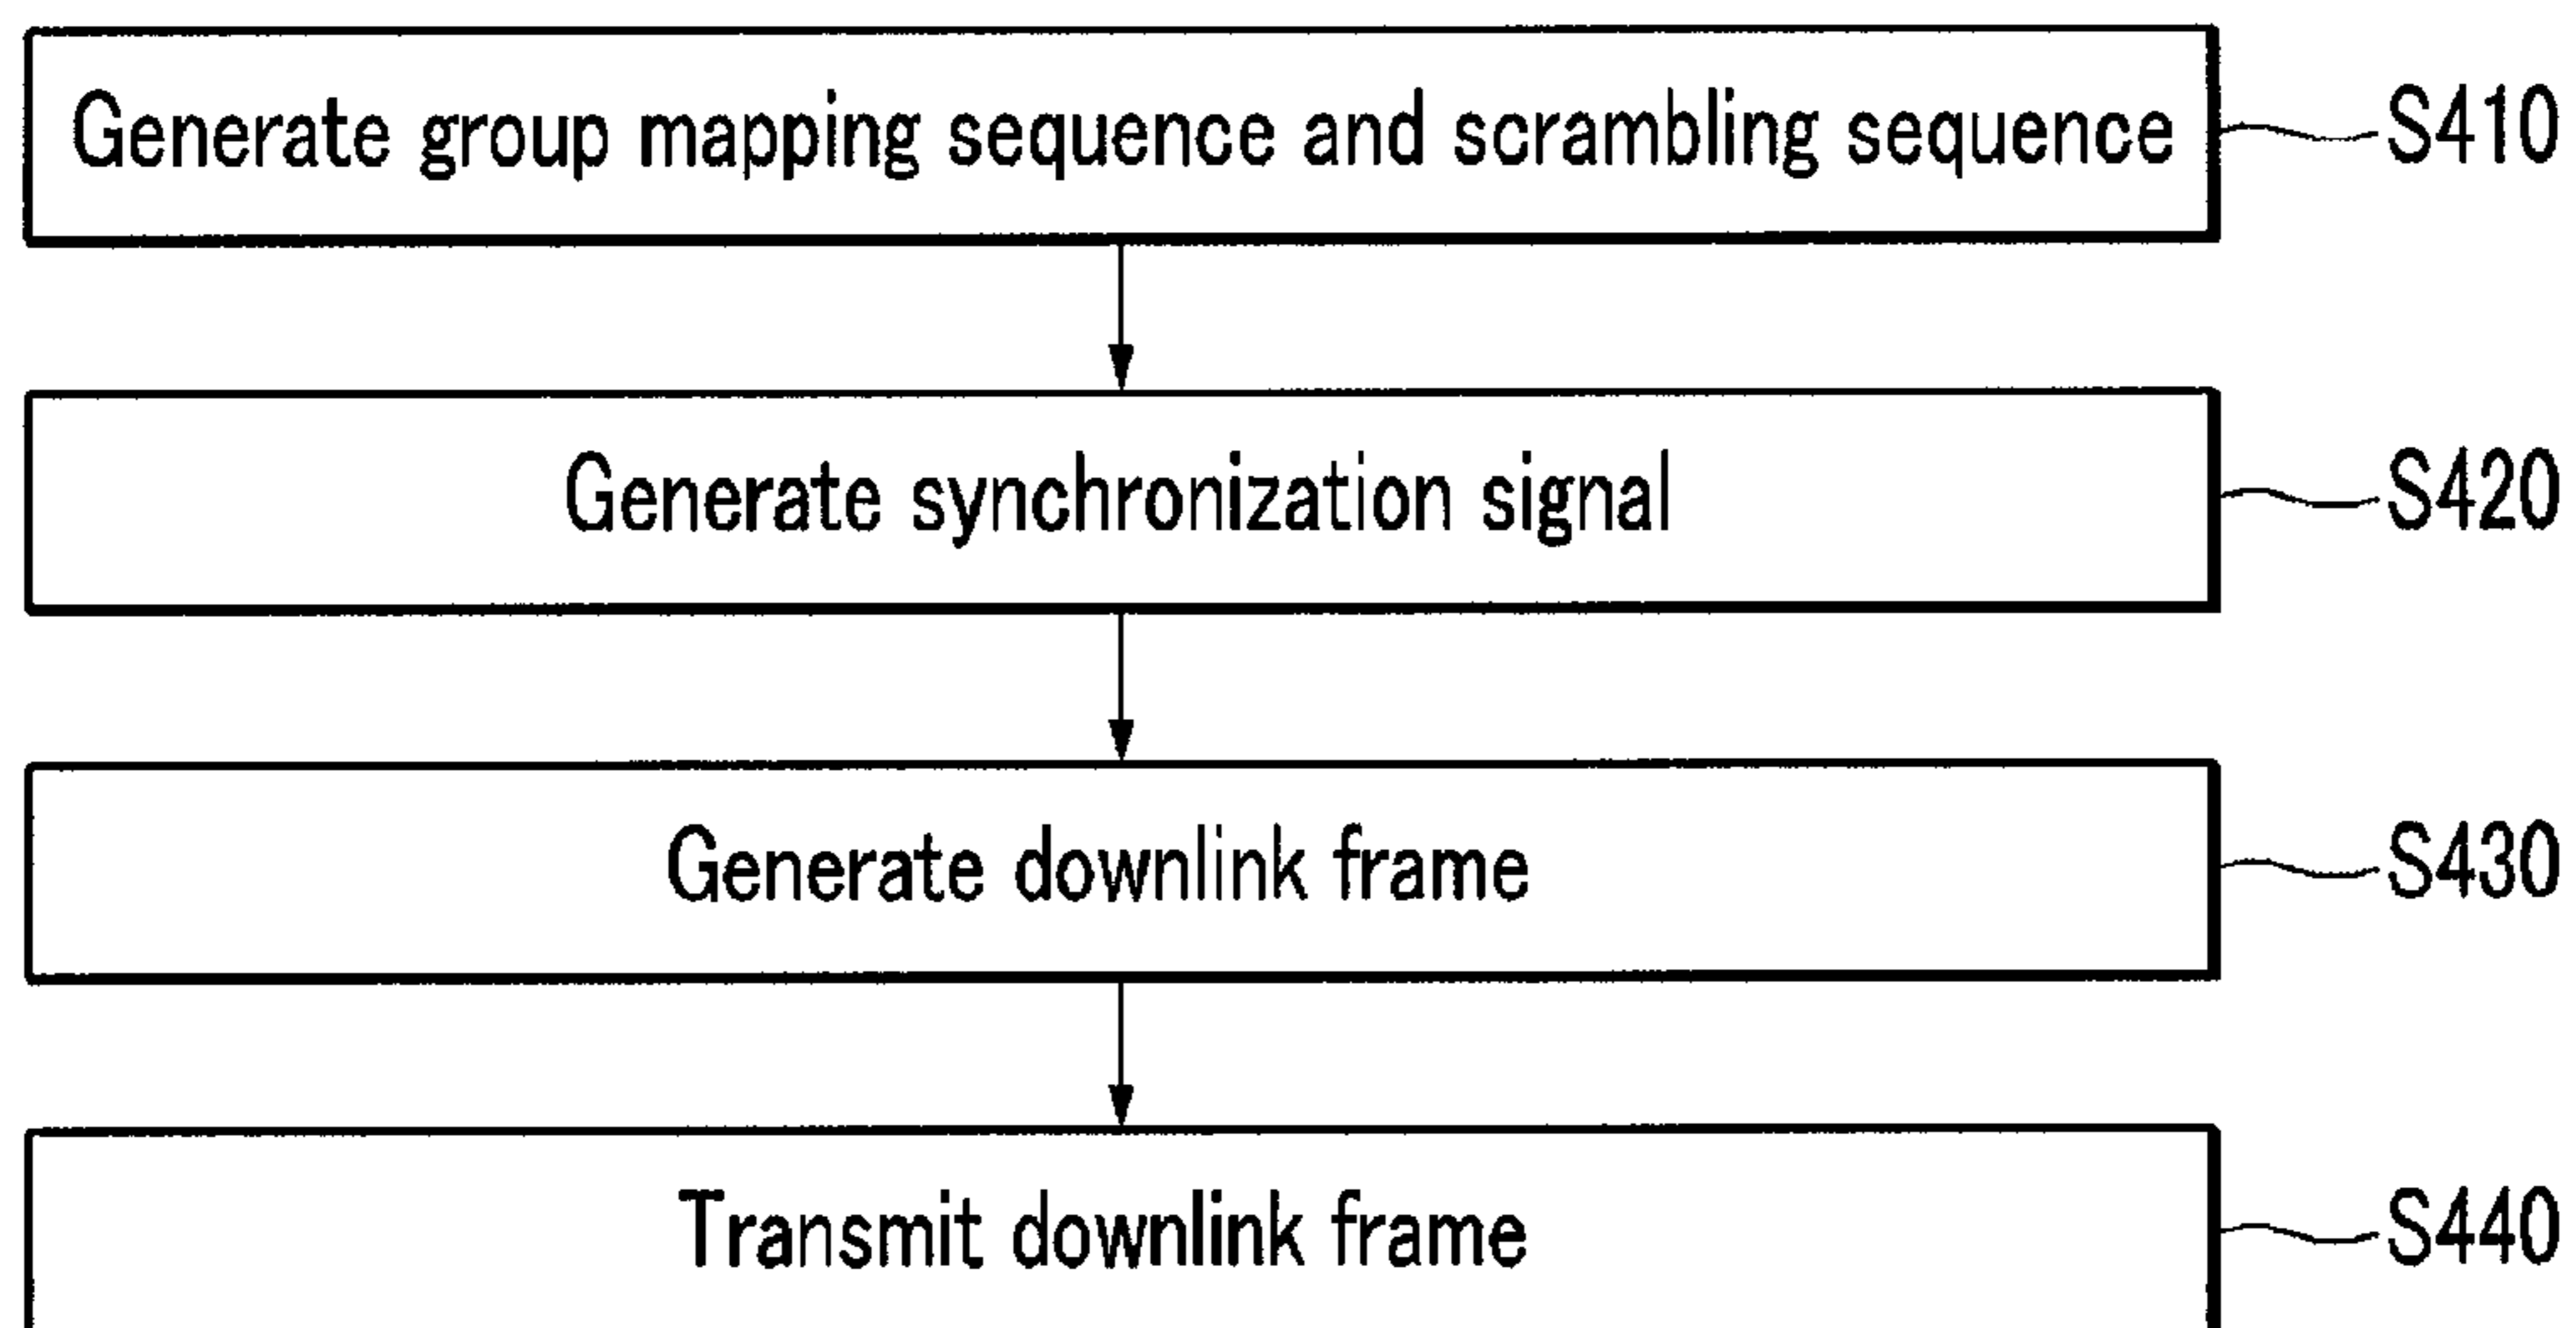 Generate group mapping sequence and scrambling sequence S410
Generate synchronization signal S420
Generate downlink frame S430
Transmit downlink frame S440